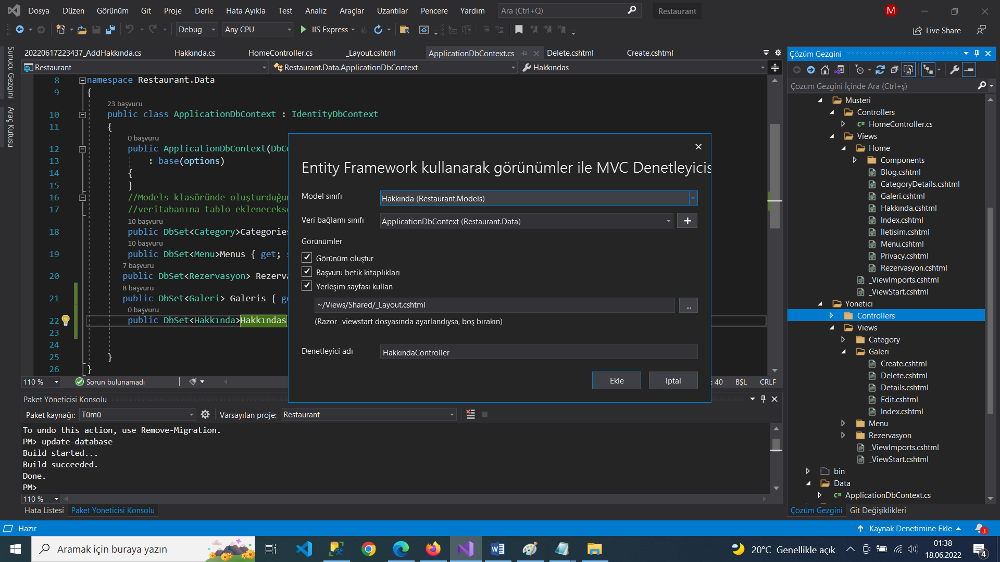 Dosya Düzen Görünüm Git Proje Derle Hata Ayıkla Test Analiz Araçlar Uzantılar Pencere Yardım Ara (Ctrl+Q) Restaurant M
Debug Any CPU IIS Express Live Share
Sunucu Gezgini
Araç Kutusu
20220617223437_AddHakkında.cs Hakkında.cs HomeController.cs _Layout.cshtml ApplicationDbContext.cs Delete.cshtml Create.cshtml
Restaurant Restaurant.Data.ApplicationDbContext Hakkındas
8 namespace Restaurant.Data
9 {
23 başvuru
10 public class ApplicationDbContext : IdentityDbContext
11 {
0 başvuru
12 public ApplicationDbContext(DbCo
13 : base(options)
14 {
15 }
16 //Models klasöründe oluşturduğu
17 //veritabanına tablo eklenecekse
10 başvuru
18 public DbSet<Category>Categories
10 başvuru
19 public DbSet<Menu>Menus { get; s
7 başvuru
20 public DbSet<Rezervasyon> Rezerva
8 başvuru
21 public DbSet<Galeri> Galeris { ge
0 başvuru
22 public DbSet<Hakkında>Hakkındas
23
24
25 }
26 }
110 % Sorun bulunamadı : 40 BŞL CRLF
Entity Framework kullanarak görünümler ile MVC Denetleyicis
Model sınıfı Hakkında (Restaurant.Models)
Veri bağlamı sınıfı ApplicationDbContext (Restaurant.Data)
Görünümler
Görünüm oluştur
Başvuru betik kitaplıkları
Yerleşim sayfası kullan
~/Views/Shared/_Layout.cshtml ...
(Razor _viewstart dosyasında ayarlandıysa, boş bırakın)
Denetleyici adı HakkındaController
Ekle İptal
Paket Yöneticisi Konsolu
Paket kaynağı: Tümü Varsayılan proje: Restaurant
To undo this action, use Remove-Migration.
PM> update-database
Build started...
Build succeeded.
Done.
PM>
110 %
Hata Listesi Paket Yöneticisi Konsolu
Çözüm Gezgini
Çözüm Gezgini İçinde Ara (Ctrl+ş)
Musteri
Controllers
C# HomeController.cs
Views
Home
Components
Blog.cshtml
CategoryDetails.cshtml
Galeri.cshtml
Hakkında.cshtml
Index.cshtml
İletisim.cshtml
Menu.cshtml
Privacy.cshtml
Rezervasyon.cshtml
_ViewImports.cshtml
_ViewStart.cshtml
Yonetici
Controllers
Views
Category
Galeri
Create.cshtml
Delete.cshtml
Details.cshtml
Edit.cshtml
Index.cshtml
Menu
Rezervasyon
_ViewImports.cshtml
_ViewStart.cshtml
bin
Data
C# ApplicationDbContext.cs
Çözüm Gezgini Git Değişiklikleri
Hazır Kaynak Denetimine Ekle 3
Aramak için buraya yazın 20°C Genellikle açık 01:38
18.06.2022 4